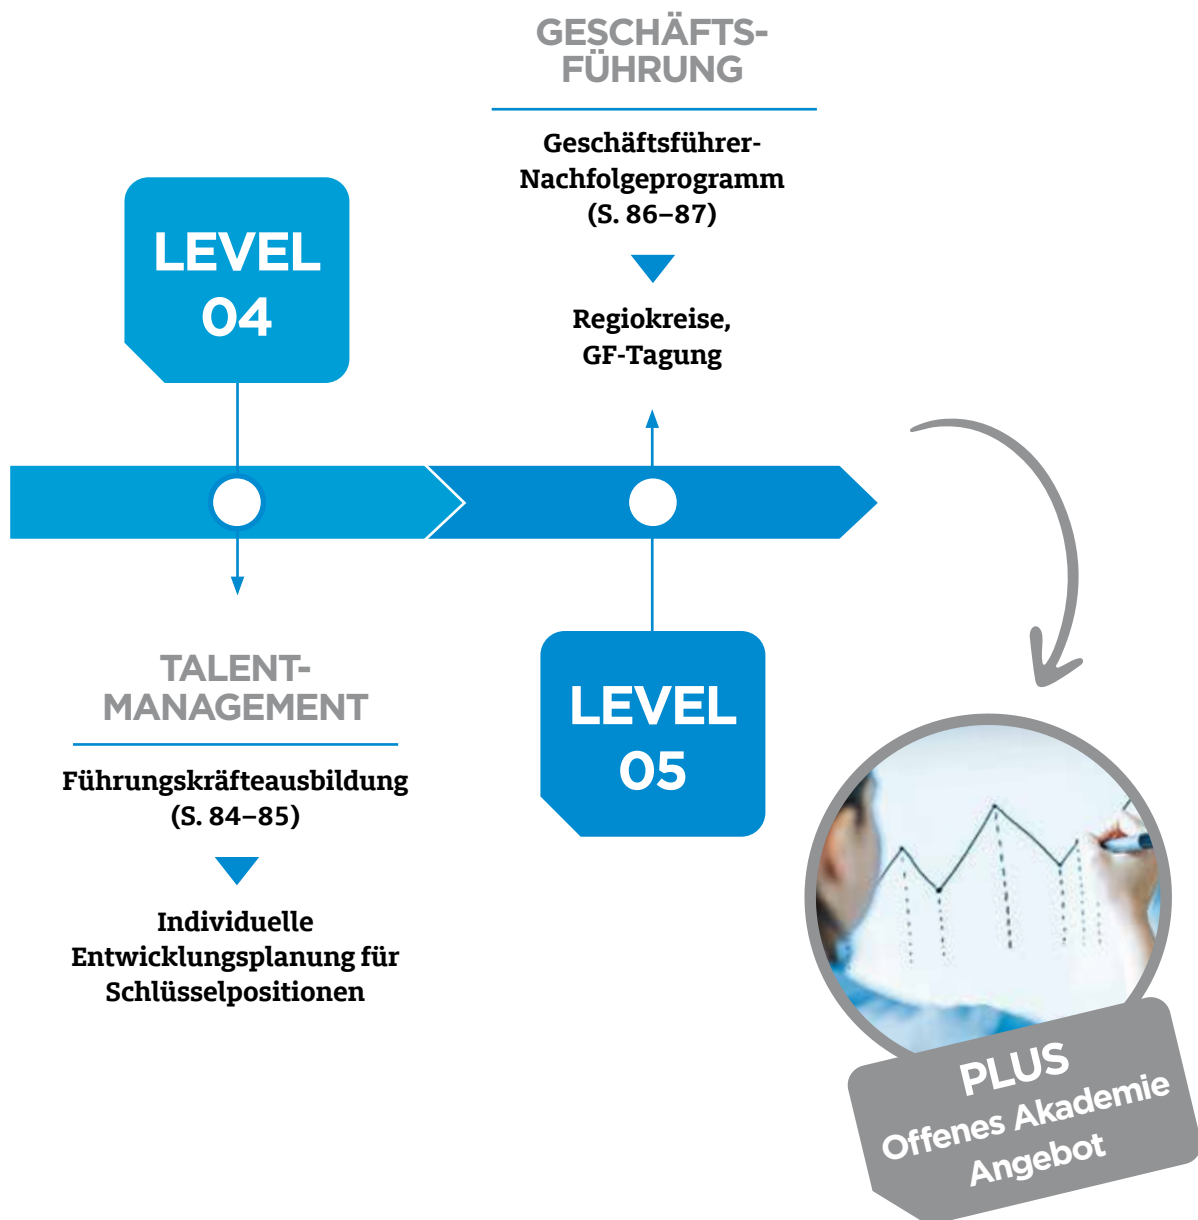 GESCHÄFTS-
FÜHRUNG
Geschäftsführer-
Nachfolgeprogramm
(S. 86–87)
Regiokreise,
GF-Tagung
LEVEL
04
TALENT-
MANAGEMENT
Führungskräfteausbildung
(S. 84–85)
Individuelle
Entwicklungsplanung für
Schlüsselpositionen
LEVEL
05
PLUS
Offenes Akademie
Angebot